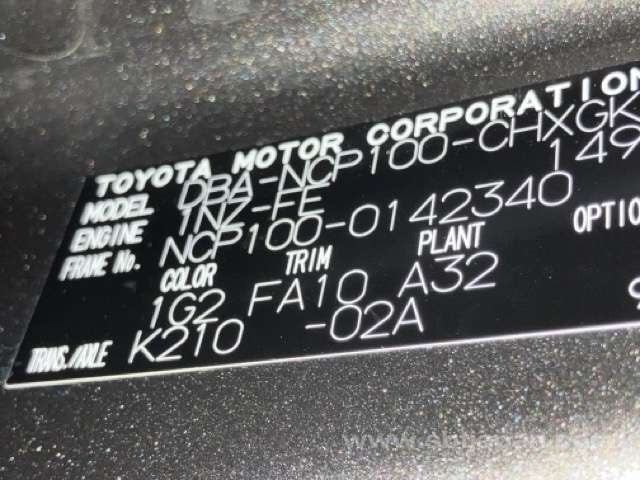 TOYOTA MOTOR CORPORATION
MODEL DBA-NCP100-CHXGK
ENGINE 1NZ-FE 149
FRAME No. NCP100-0142340
COLOR TRIM PLANT OPTIO
1G2 FA10 A32
TRANS./AXLE K210 -02A